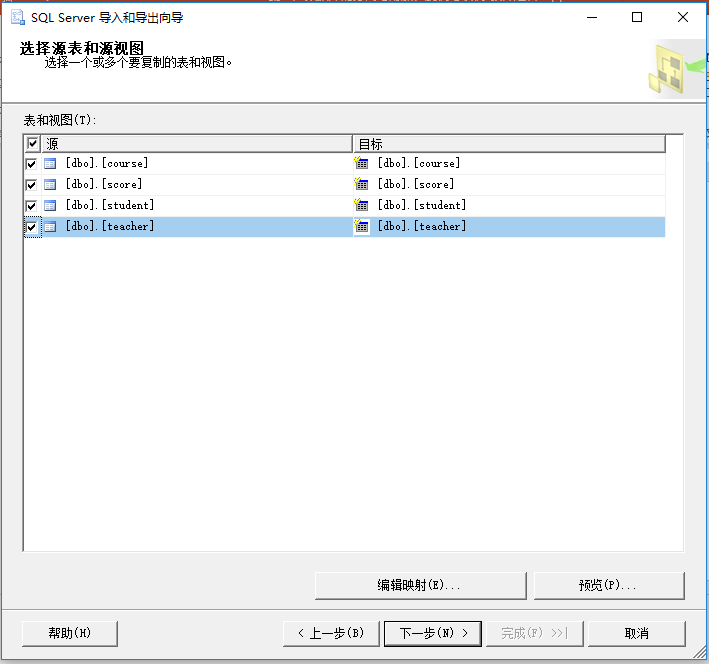 SQL Server 导入和导出向导
选择源表和源视图
选择一个或多个要复制的表和视图。
表和视图(T):
源 目标
[dbo].[course] [dbo].[course]
[dbo].[score] [dbo].[score]
[dbo].[student] [dbo].[student]
[dbo].[teacher] [dbo].[teacher]
编辑映射(E)... 预览(P)...
帮助(H) < 上一步(B) 下一步(N) > 完成(F) >>| 取消